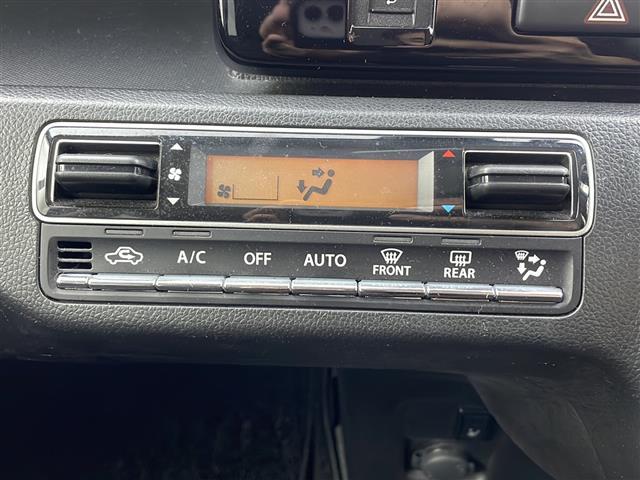 A/C OFF AUTO FRONT REAR